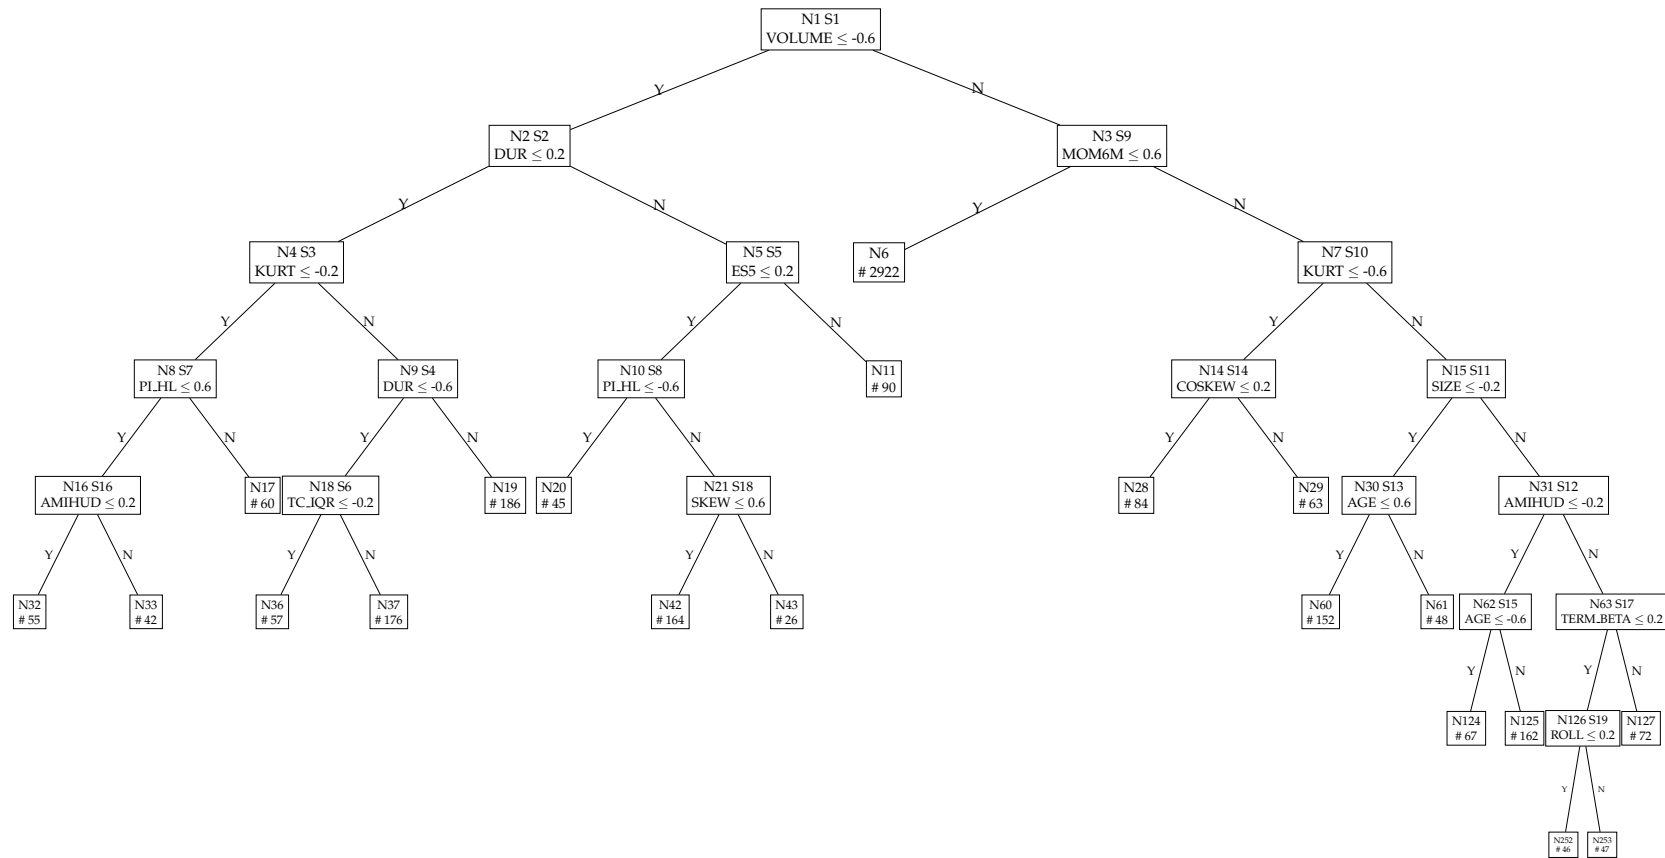 N1 S1
VOLUME ≤ -0.6
Y
N
N2 S2
DUR ≤ 0.2
N3 S9
MOM6M ≤ 0.6
Y
N
Y
N
N4 S3
KURT ≤ -0.2
N5 S5
ES5 ≤ 0.2
N6
# 2922
N7 S10
KURT ≤ -0.6
Y
N
Y
N
Y
N
N8 S7
PI_HL ≤ 0.6
N9 S4
DUR ≤ -0.6
N10 S8
PI_HL ≤ -0.6
N11
# 90
N14 S14
COSKEW ≤ 0.2
N15 S11
SIZE ≤ -0.2
Y
N
Y
N
Y
N
Y
N
Y
N
N16 S16
AMIHUD ≤ 0.2
N17
# 60
N18 S6
TC_IQR ≤ -0.2
N19
# 186
N20
# 45
N21 S18
SKEW ≤ 0.6
N28
# 84
N29
# 63
N30 S13
AGE ≤ 0.6
N31 S12
AMIHUD ≤ -0.2
Y
N
Y
N
Y
N
Y
N
Y
N
N32
# 55
N33
# 42
N36
# 57
N37
# 176
N42
# 164
N43
# 26
N60
# 152
N61
# 48
N62 S15
AGE ≤ -0.6
N63 S17
TERM_BETA ≤ 0.2
Y
N
Y
N
N124
# 67
N125
# 162
N126 S19
ROLL ≤ 0.2
N127
# 72
Y
N
N252
# 46
N253
# 47